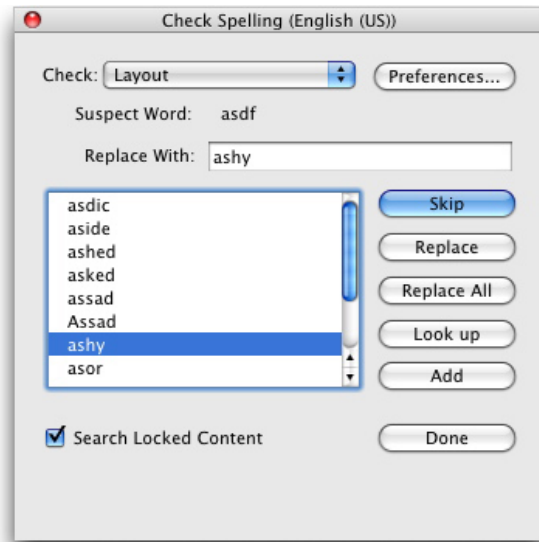 Check Spelling (English (US))
Check: Layout Preferences...
Suspect Word: asdf
Replace With: ashy
asdic
aside
ashed
asked
assad
Assad
ashy
asor
Skip
Replace
Replace All
Look up
Add
Search Locked Content Done